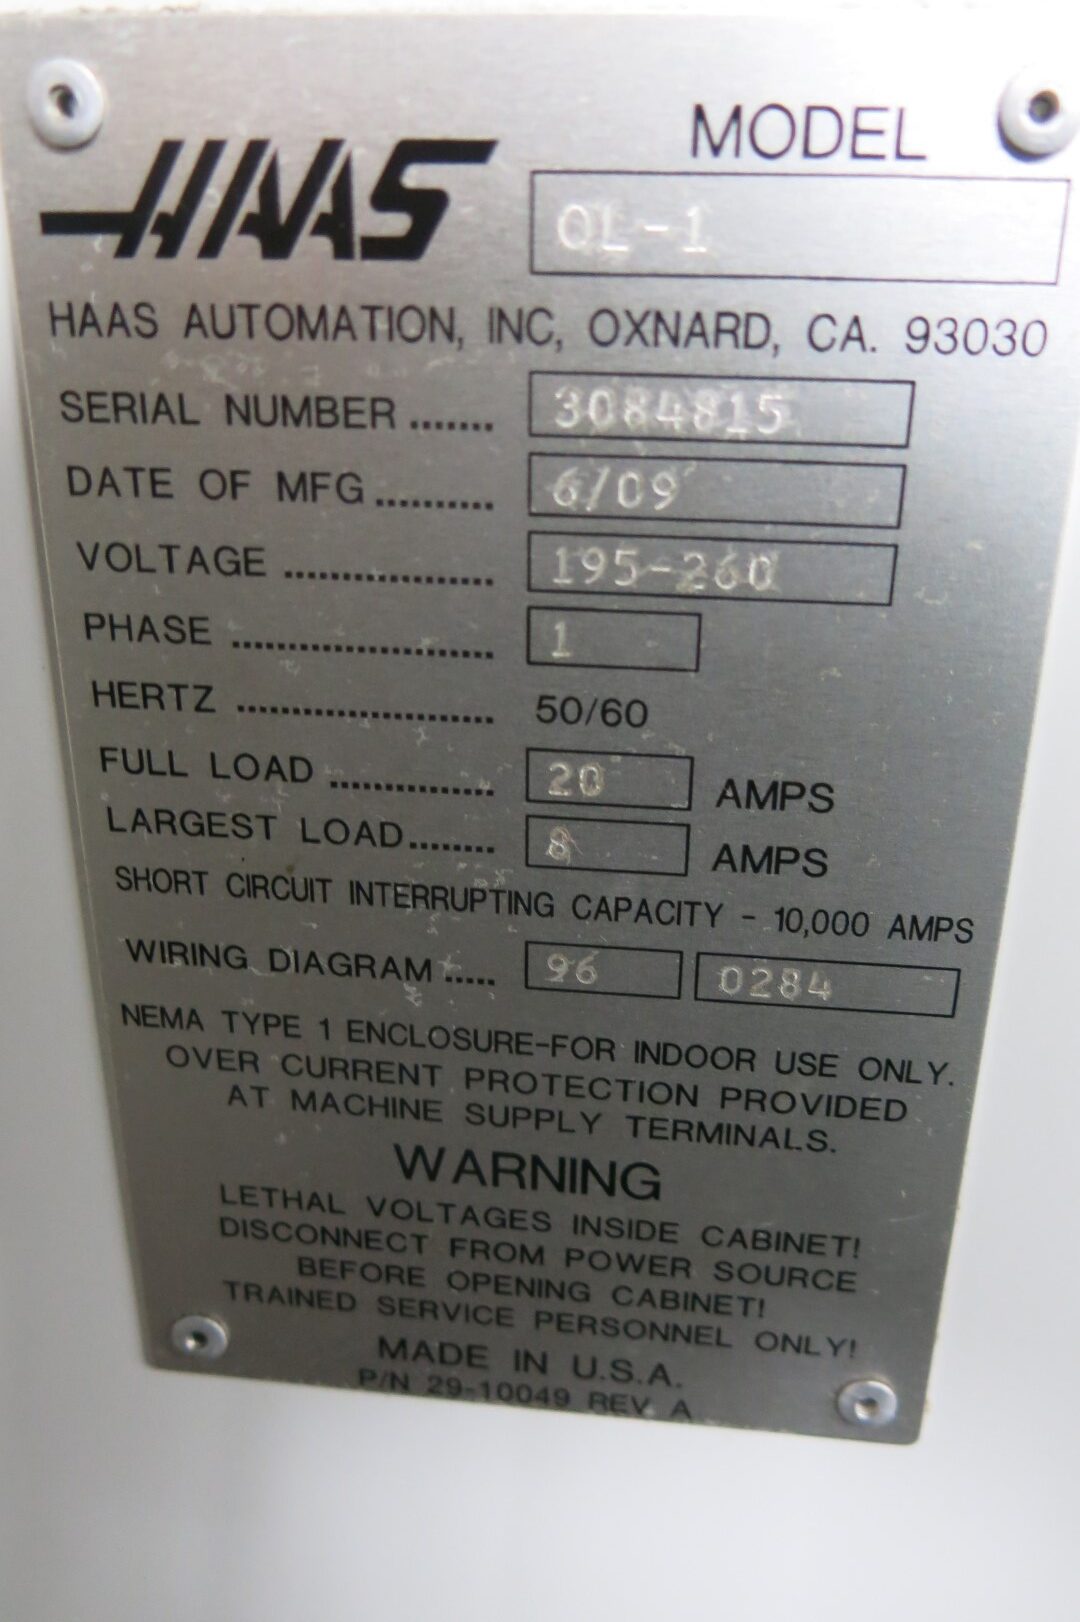 HAAS
MODEL
OL-1
HAAS AUTOMATION, INC, OXNARD, CA. 93030
SERIAL NUMBER ....... 3084815
DATE OF MFG .......... 6/09
VOLTAGE .................. 195-260
PHASE ....................... 1
HERTZ ...................... 50/60
FULL LOAD .............. 20 AMPS
LARGEST LOAD........ 8 AMPS
SHORT CIRCUIT INTERRUPTING CAPACITY - 10,000 AMPS
WIRING DIAGRAM ..... 96 0284
NEMA TYPE 1 ENCLOSURE-FOR INDOOR USE ONLY.
OVER CURRENT PROTECTION PROVIDED
AT MACHINE SUPPLY TERMINALS.
WARNING
LETHAL VOLTAGES INSIDE CABINET!
DISCONNECT FROM POWER SOURCE
BEFORE OPENING CABINET!
TRAINED SERVICE PERSONNEL ONLY!
MADE IN U.S.A.
P/N 29-10049 REV. A